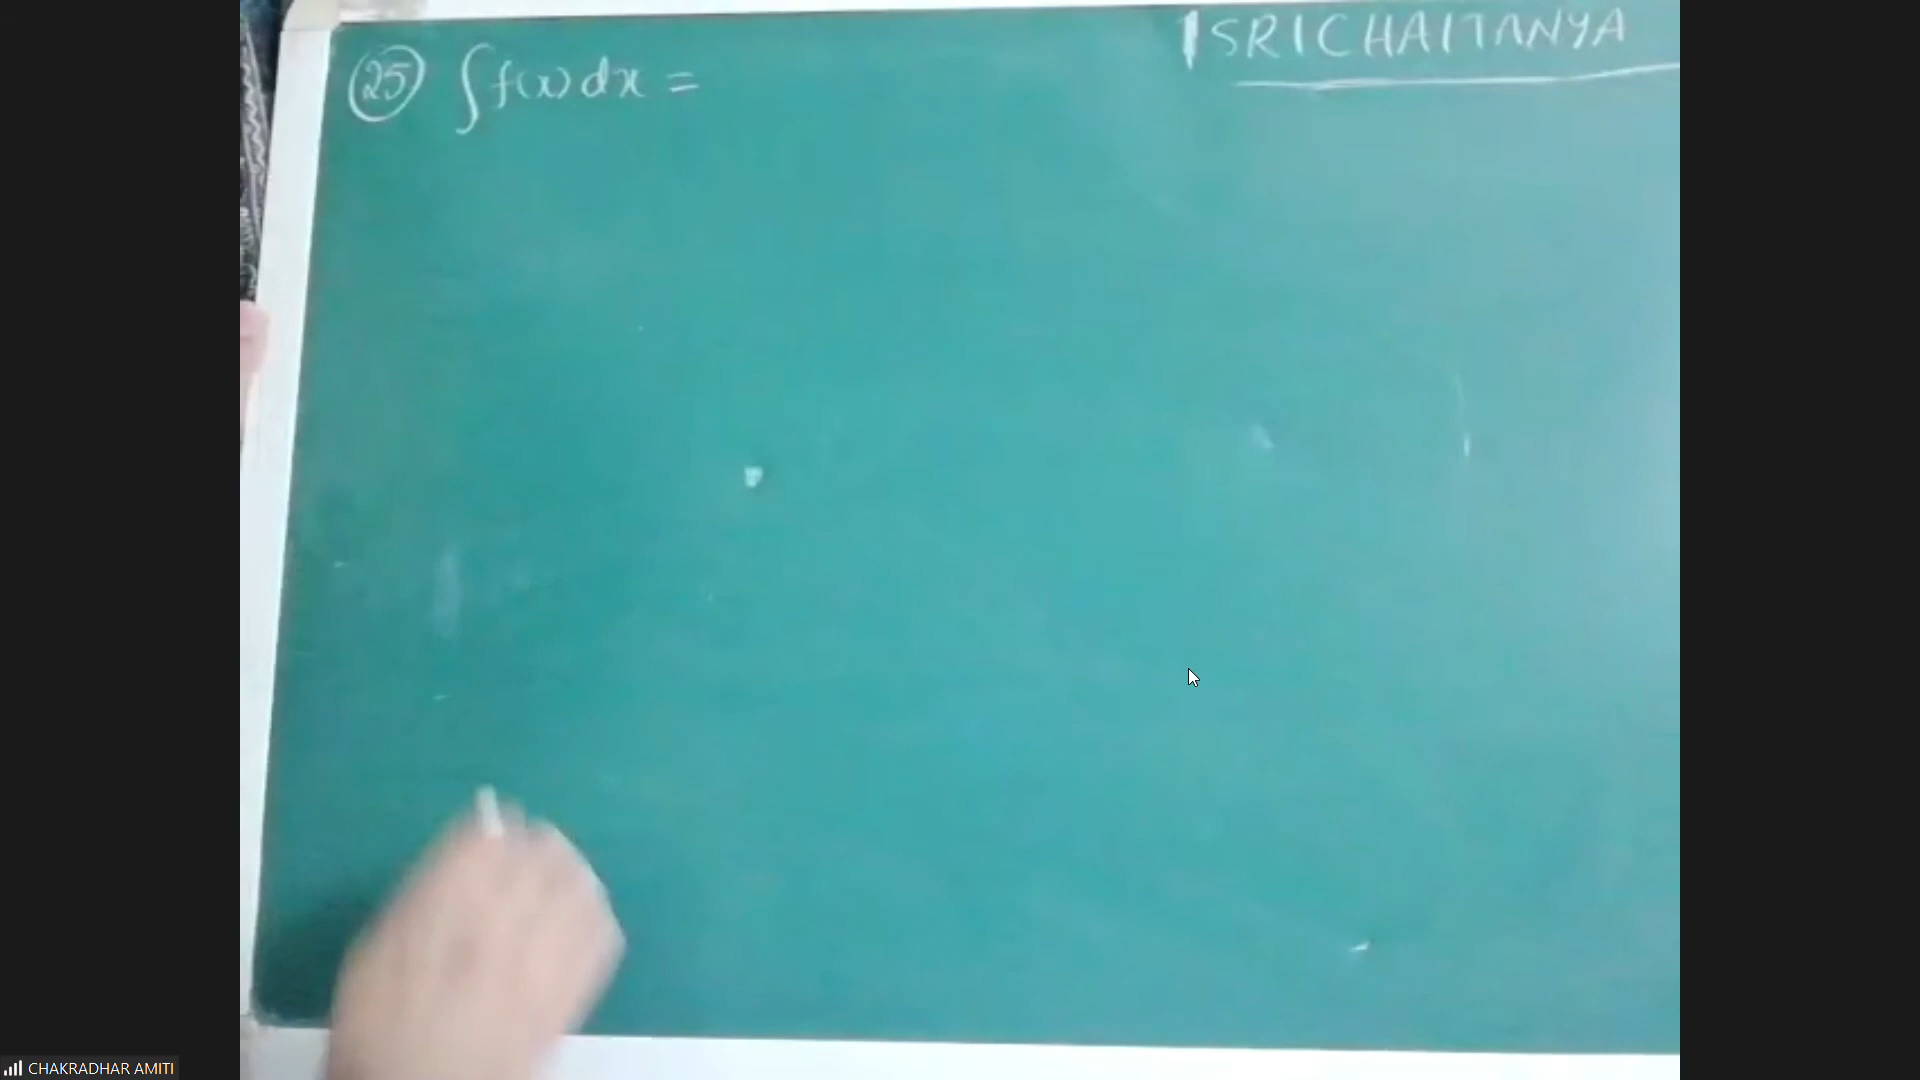 SRICHAITANYA
(25) ∫f(x)dx =
CHAKRADHAR AMITI